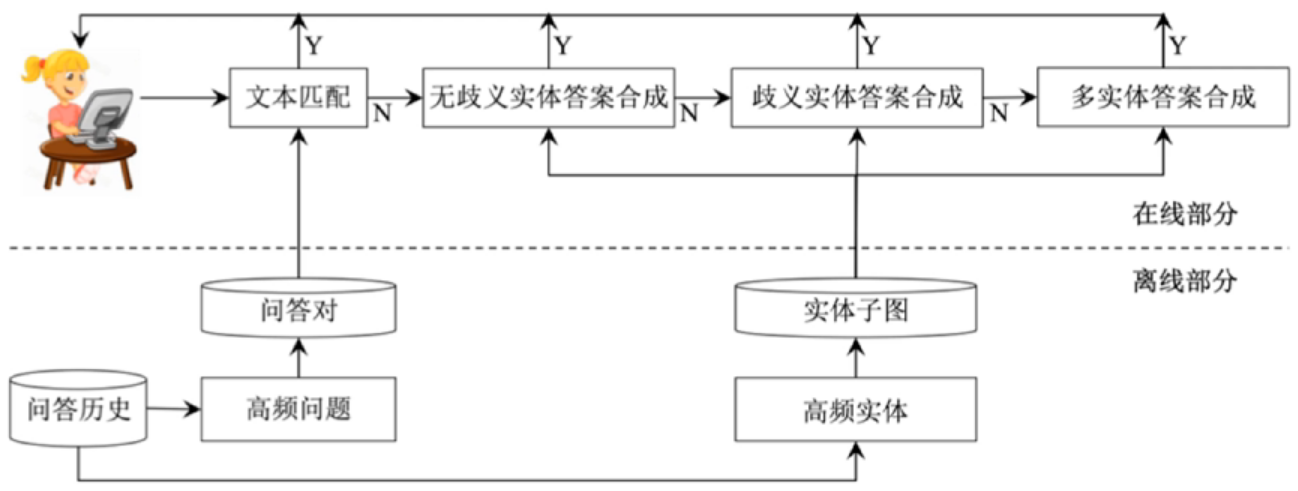 Y
Y
Y
Y
文本匹配
N
无歧义实体答案合成
N
歧义实体答案合成
N
多实体答案合成
在线部分
离线部分
问答对
实体子图
问答历史
高频问题
高频实体